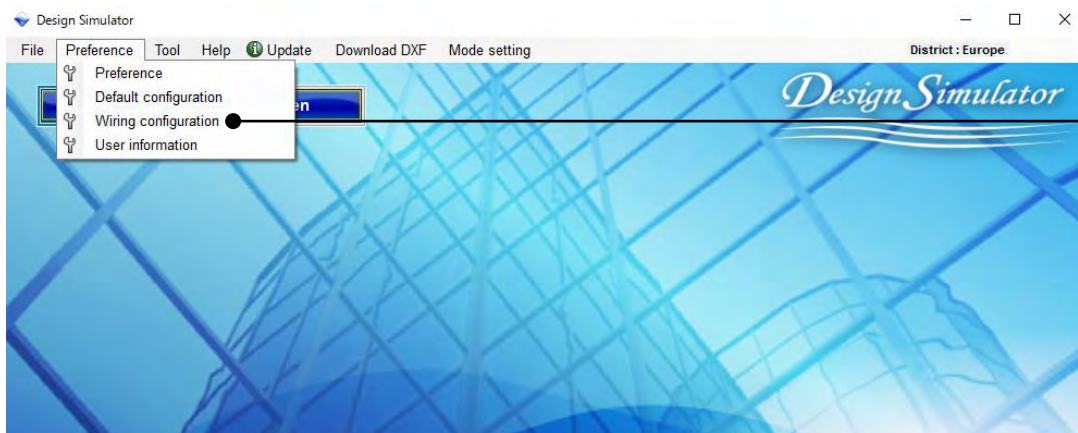 Design Simulator
File Preference Tool Help Update Download DXF Mode setting District : Europe
Preference
Default configuration
Wiring configuration
User information
Design Simulator